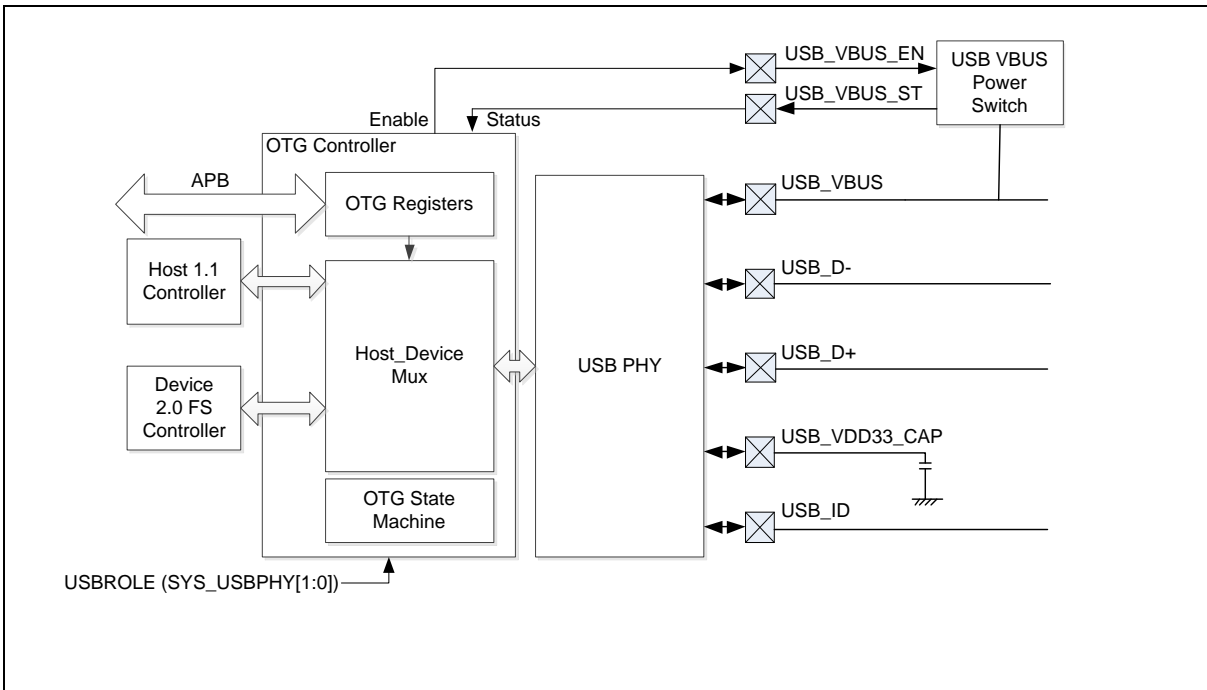 USB_VBUS_EN
USB VBUS
Power
Switch
USB_VBUS_ST
Enable
Status
OTG Controller
APB
OTG Registers
USB_VBUS
Host 1.1
Controller
USB_D-
Host_Device
Mux
USB PHY
USB_D+
Device
2.0 FS
Controller
USB_VDD33_CAP
OTG State
Machine
USB_ID
USBROLE (SYS_USBPHY[1:0])